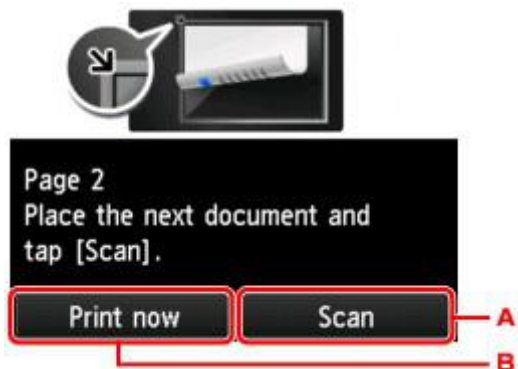 Page 2
Place the next document and
tap [Scan].
Print now
Scan
A
B